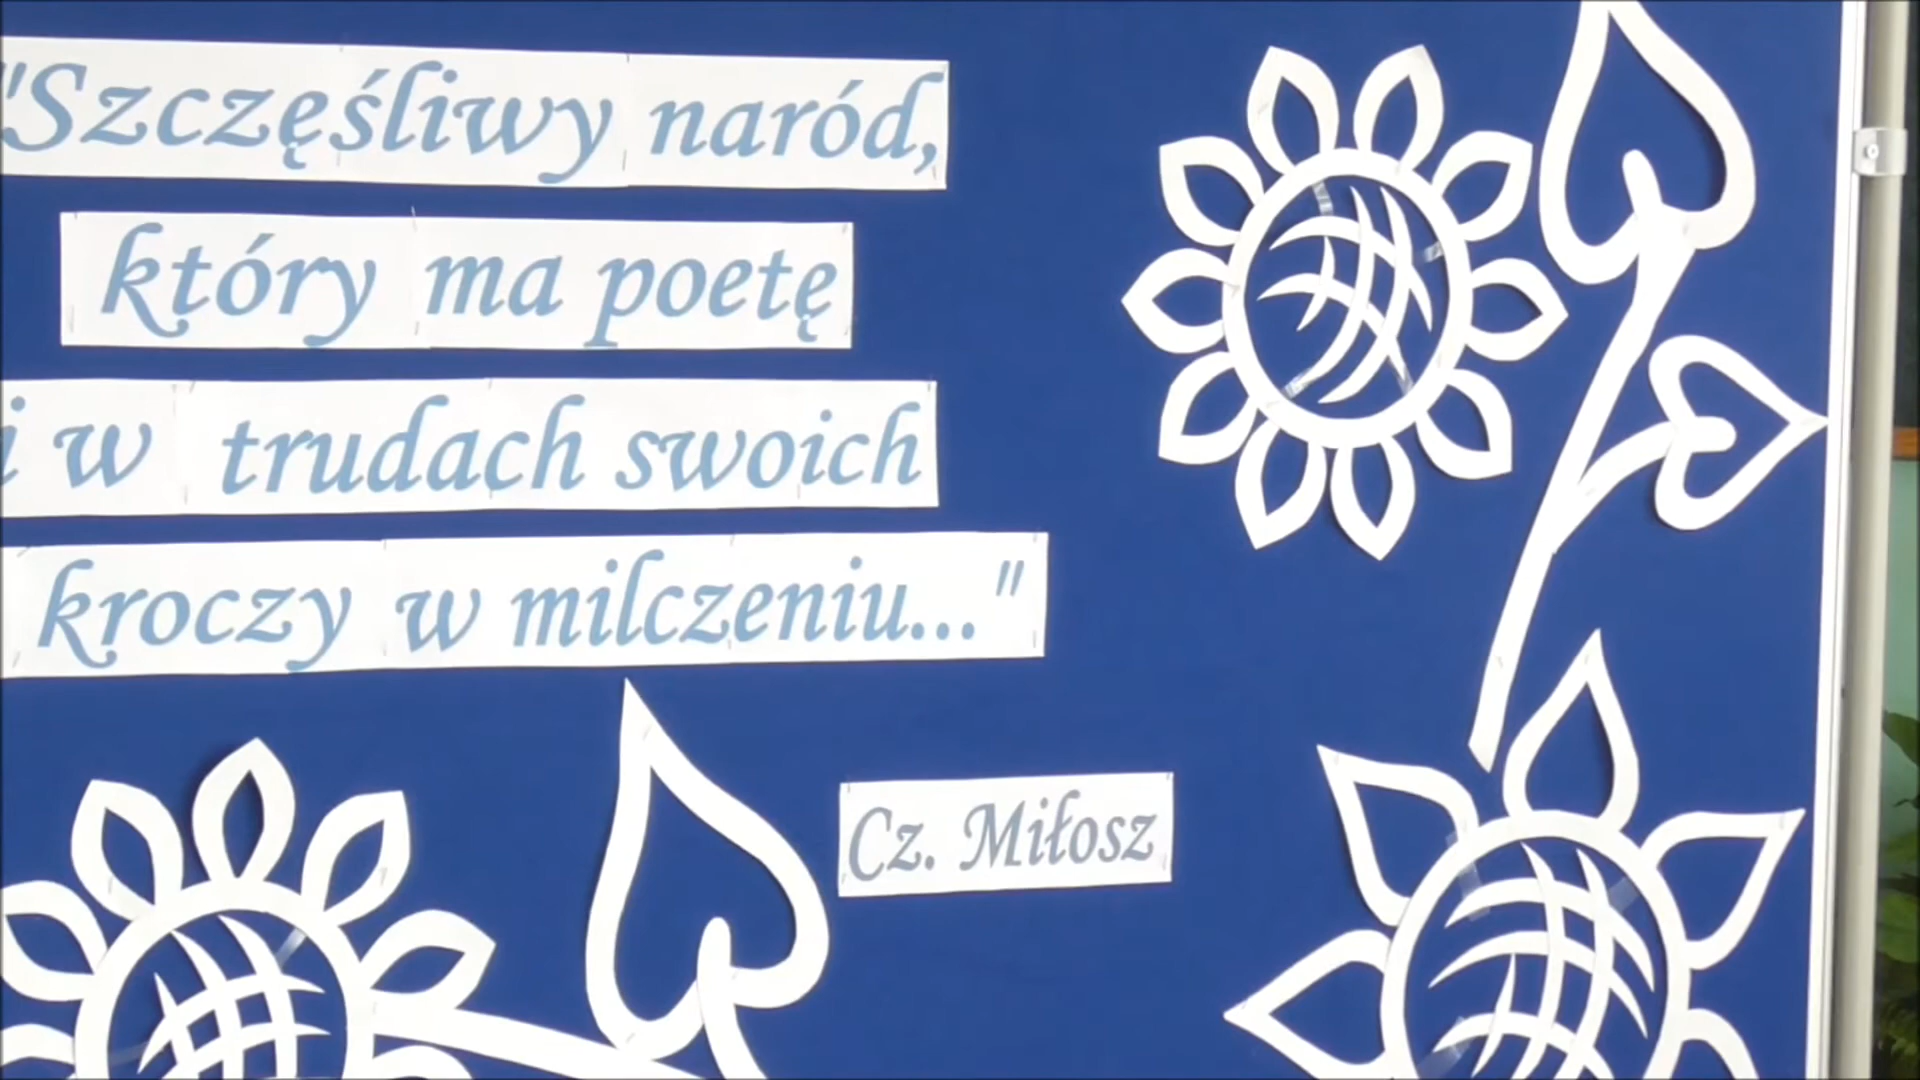 "Szczęśliwy naród,
który ma poetę
i w trudach swoich
kroczy w milczeniu..."
Cz. Miłosz